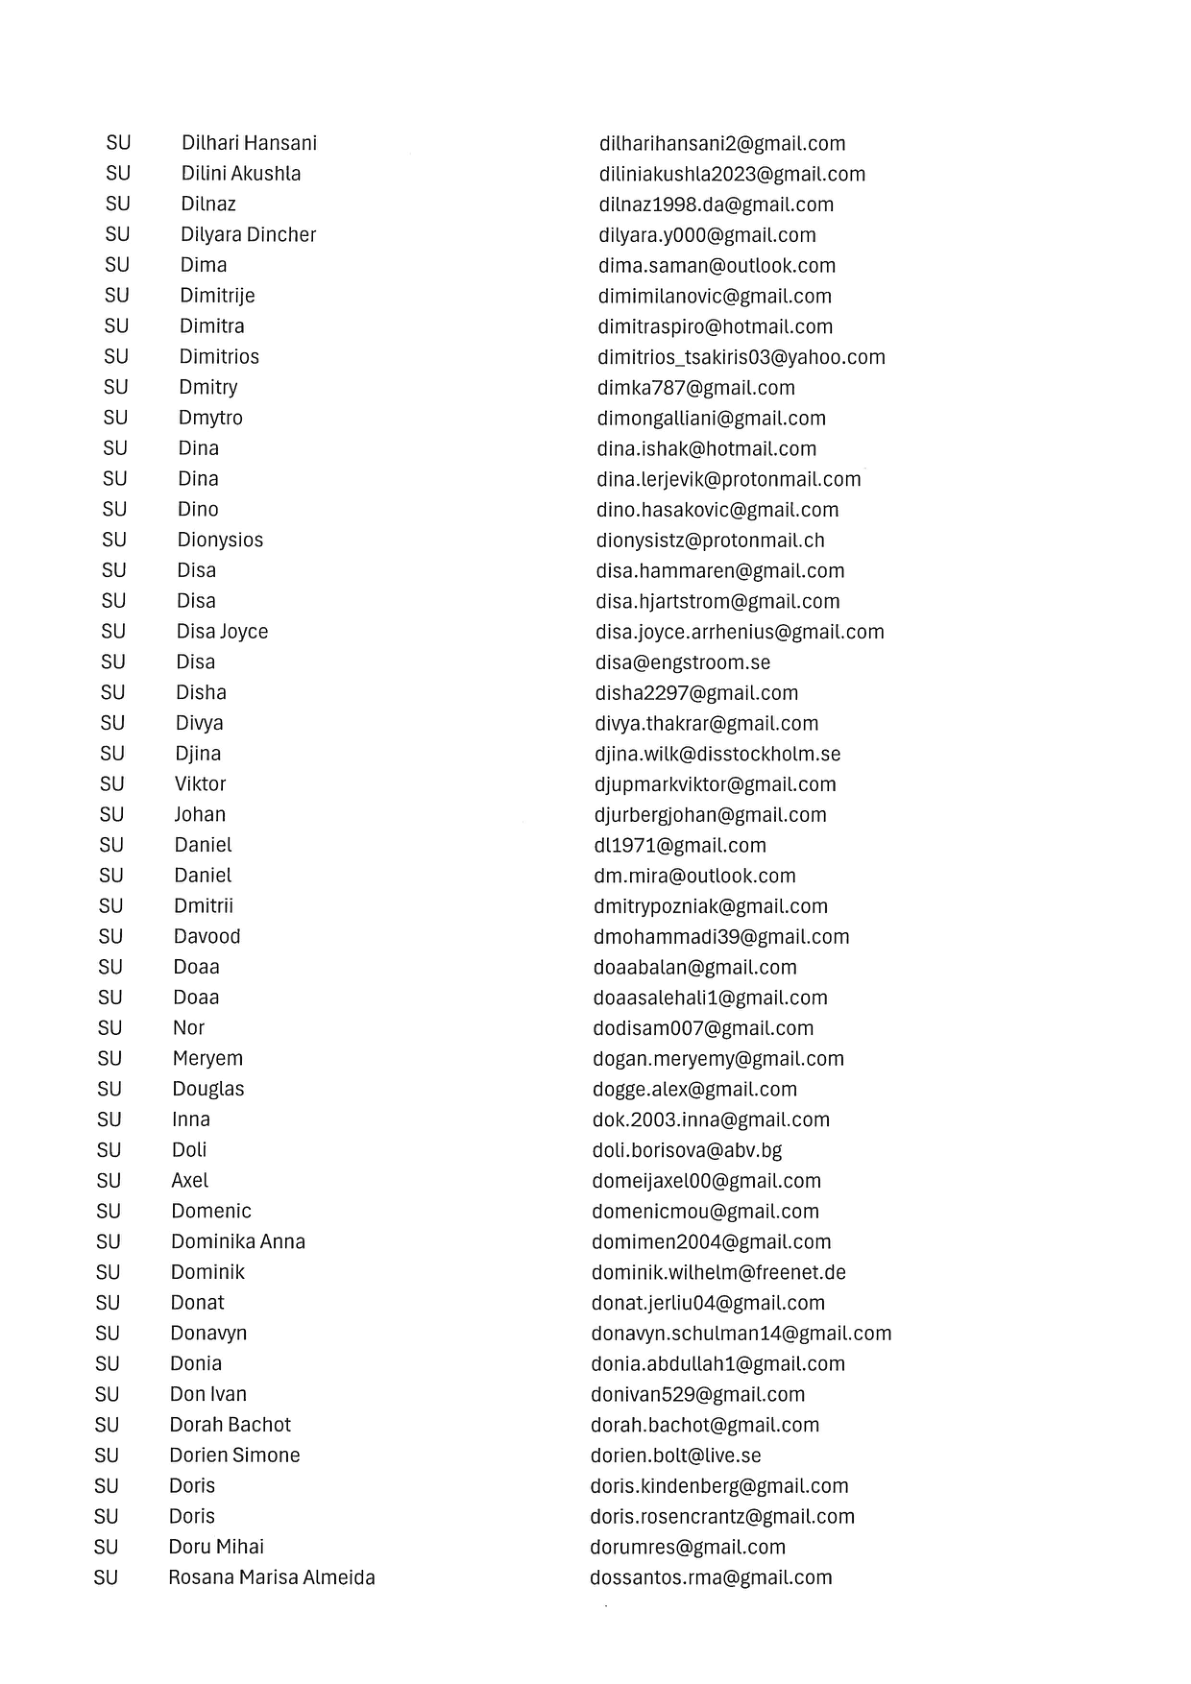 SU Dilhari Hansani dilharihansani2@gmail.com
SU Dilini Akushla diliniakushla2023@gmail.com
SU Dilnaz dilnaz1998.da@gmail.com
SU Dilyara Dincher dilyara.y000@gmail.com
SU Dima dima.saman@outlook.com
SU Dimitrije dimimilanovic@gmail.com
SU Dimitra dimitraspiro@hotmail.com
SU Dimitrios dimitrios_tsakiris03@yahoo.com
SU Dmitry dimka787@gmail.com
SU Dmytro dimongalliani@gmail.com
SU Dina dina.ishak@hotmail.com
SU Dina dina.lerjevik@protonmail.com
SU Dino dino.hasakovic@gmail.com
SU Dionysios dionysistz@protonmail.ch
SU Disa disa.hammaren@gmail.com
SU Disa disa.hjartstrom@gmail.com
SU Disa Joyce disa.joyce.arrhenius@gmail.com
SU Disa disa@engstroom.se
SU Disha disha2297@gmail.com
SU Divya divya.thakrar@gmail.com
SU Djina djina.wilk@disstockholm.se
SU Viktor djupmarkviktor@gmail.com
SU Johan djurbergjohan@gmail.com
SU Daniel dl1971@gmail.com
SU Daniel dm.mira@outlook.com
SU Dmitrii dmitrypozniak@gmail.com
SU Davood dmohammadi39@gmail.com
SU Doaa doaabalan@gmail.com
SU Doaa doaasalehali1@gmail.com
SU Nor dodisam007@gmail.com
SU Meryem dogan.meryemy@gmail.com
SU Douglas dogge.alex@gmail.com
SU Inna dok.2003.inna@gmail.com
SU Doli doli.borisova@abv.bg
SU Axel domeijaxel00@gmail.com
SU Domenic domenicmou@gmail.com
SU Dominika Anna domimen2004@gmail.com
SU Dominik dominik.wilhelm@freenet.de
SU Donat donat.jerliu04@gmail.com
SU Donavyn donavyn.schulman14@gmail.com
SU Donia donia.abdullah1@gmail.com
SU Don Ivan donivan529@gmail.com
SU Dorah Bachot dorah.bachot@gmail.com
SU Dorien Simone dorien.bolt@live.se
SU Doris doris.kindenberg@gmail.com
SU Doris doris.rosencrantz@gmail.com
SU Doru Mihai dorumres@gmail.com
SU Rosana Marisa Almeida dossantos.rma@gmail.com